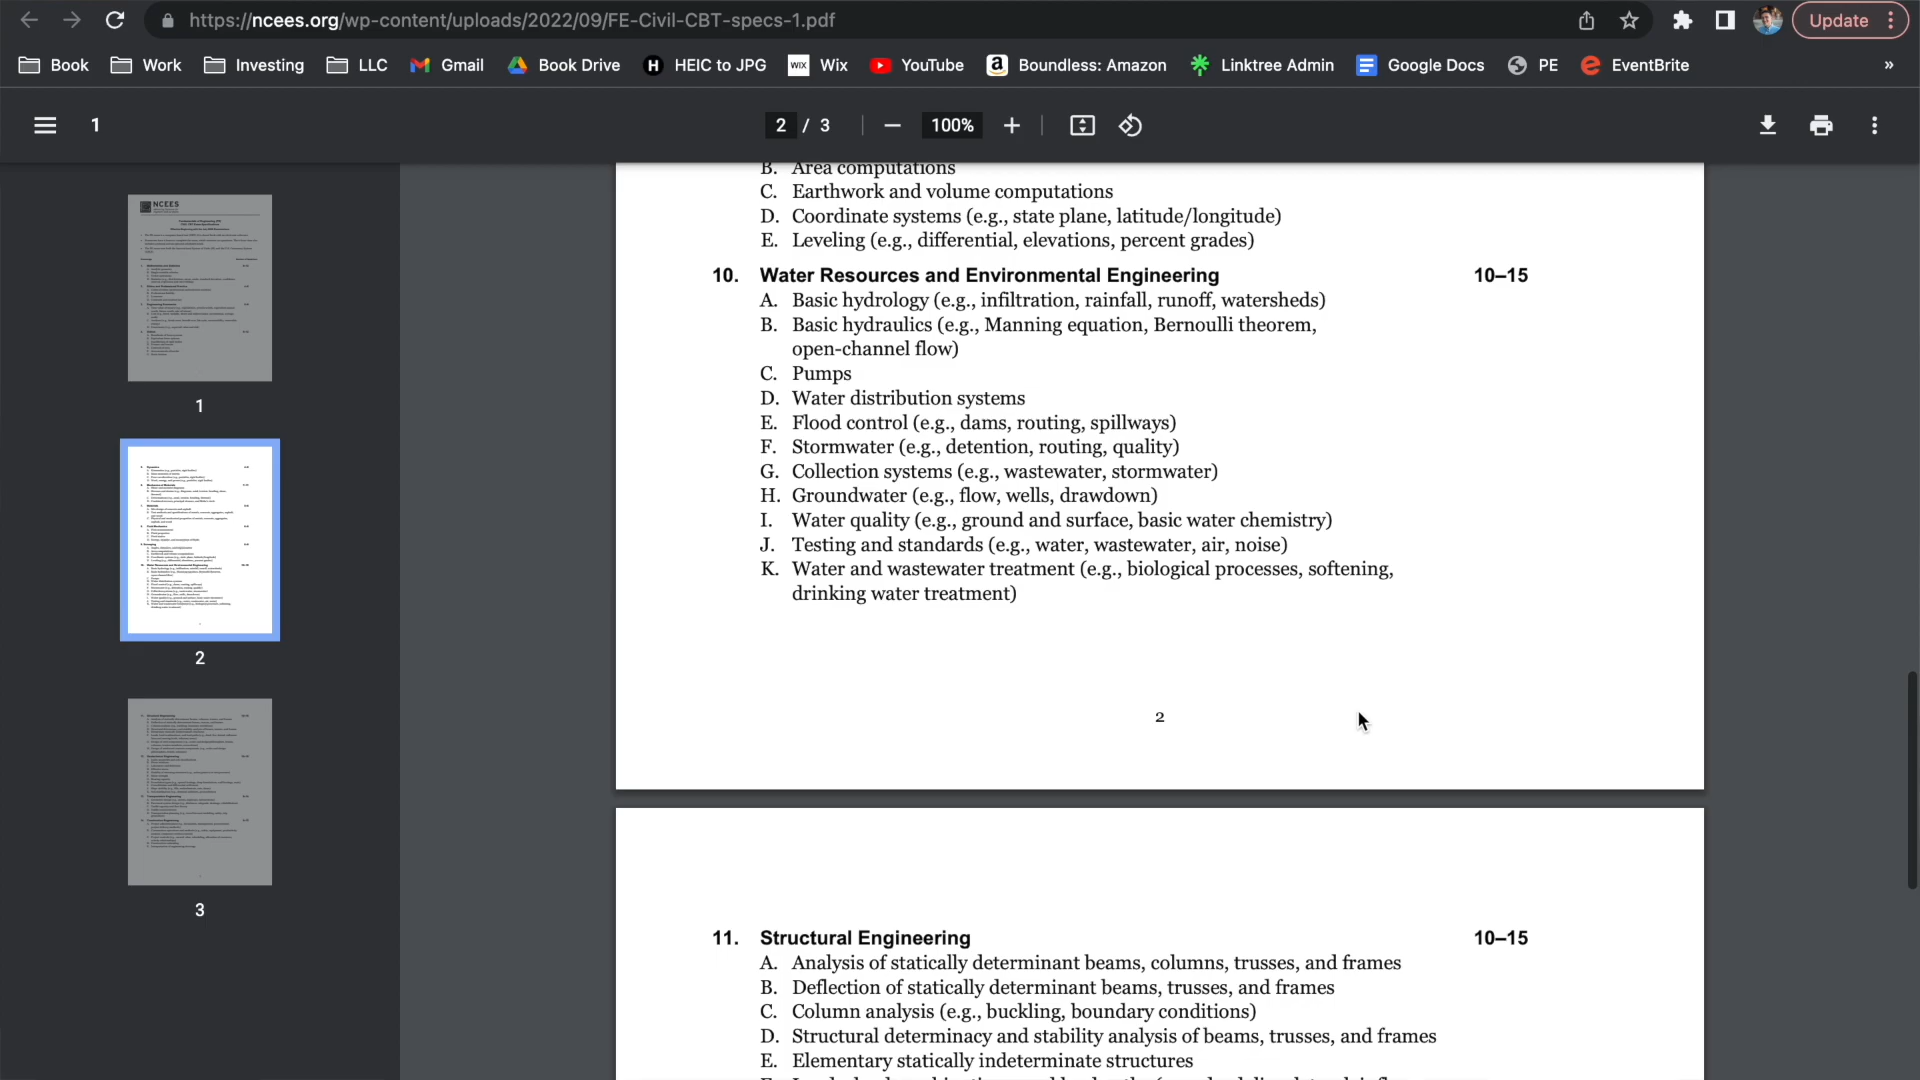 https://ncees.org/wp-content/uploads/2022/09/FE-Civil-CBT-specs-1.pdf
Update
Book Work Investing LLC Gmail Book Drive H HEIC to JPG WIX Wix YouTube a Boundless: Amazon Linktree Admin Google Docs PE e EventBrite »
1 2 / 3 100%
B. Area computations
C. Earthwork and volume computations
D. Coordinate systems (e.g., state plane, latitude/longitude)
E. Leveling (e.g., differential, elevations, percent grades)
10. Water Resources and Environmental Engineering 10–15
A. Basic hydrology (e.g., infiltration, rainfall, runoff, watersheds)
B. Basic hydraulics (e.g., Manning equation, Bernoulli theorem,
open-channel flow)
C. Pumps
D. Water distribution systems
E. Flood control (e.g., dams, routing, spillways)
F. Stormwater (e.g., detention, routing, quality)
G. Collection systems (e.g., wastewater, stormwater)
H. Groundwater (e.g., flow, wells, drawdown)
I. Water quality (e.g., ground and surface, basic water chemistry)
J. Testing and standards (e.g., water, wastewater, air, noise)
K. Water and wastewater treatment (e.g., biological processes, softening,
drinking water treatment)
2
11. Structural Engineering 10–15
A. Analysis of statically determinant beams, columns, trusses, and frames
B. Deflection of statically determinant beams, trusses, and frames
C. Column analysis (e.g., buckling, boundary conditions)
D. Structural determinacy and stability analysis of beams, trusses, and frames
E. Elementary statically indeterminate structures
NCEES
1
2
3